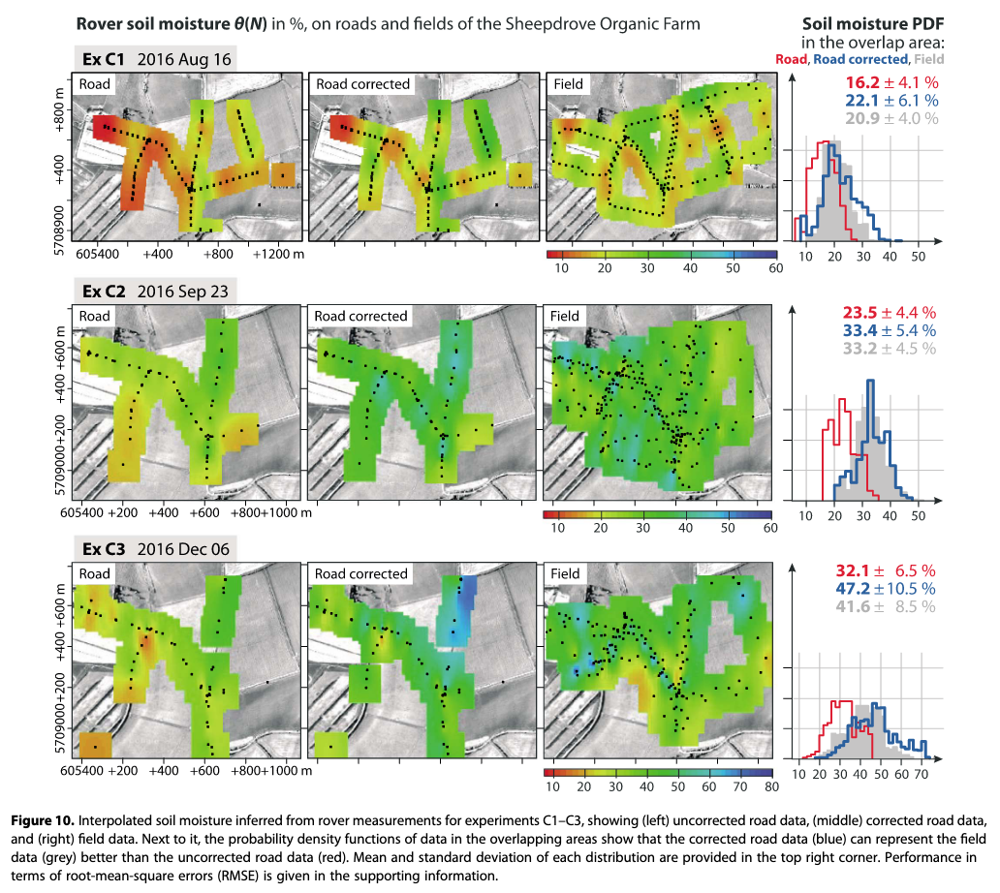 Rover soil moisture θ(N) in %, on roads and fields of the Sheepdrove Organic Farm
Soil moisture PDF
in the overlap area:
Road, Road corrected, Field
Ex C1 2016 Aug 16
Road
Road corrected
Field
16.2 ± 4.1 %
22.1 ± 6.1 %
20.9 ± 4.0 %
5708900 +400 +800 m
605400 +400 +800 +1200 m
10 20 30 40 50 60
10 20 30 40 50
Ex C2 2016 Sep 23
Road
Road corrected
Field
23.5 ± 4.4 %
33.4 ± 5.4 %
33.2 ± 4.5 %
5709000 +200 +400 +600 m
605400 +200 +400 +600 +800 +1000 m
10 20 30 40 50 60
10 20 30 40 50
Ex C3 2016 Dec 06
Road
Road corrected
Field
32.1 ± 6.5 %
47.2 ± 10.5 %
41.6 ± 8.5 %
5709000 +200 +400 +600 m
605400 +200 +400 +600 +800+1000 m
10 20 30 40 50 60 70 80
10 20 30 40 50 60 70
Figure 10. Interpolated soil moisture inferred from rover measurements for experiments C1–C3, showing (left) uncorrected road data, (middle) corrected road data,
and (right) field data. Next to it, the probability density functions of data in the overlapping areas show that the corrected road data (blue) can represent the field
data (grey) better than the uncorrected road data (red). Mean and standard deviation of each distribution are provided in the top right corner. Performance in
terms of root-mean-square errors (RMSE) is given in the supporting information.